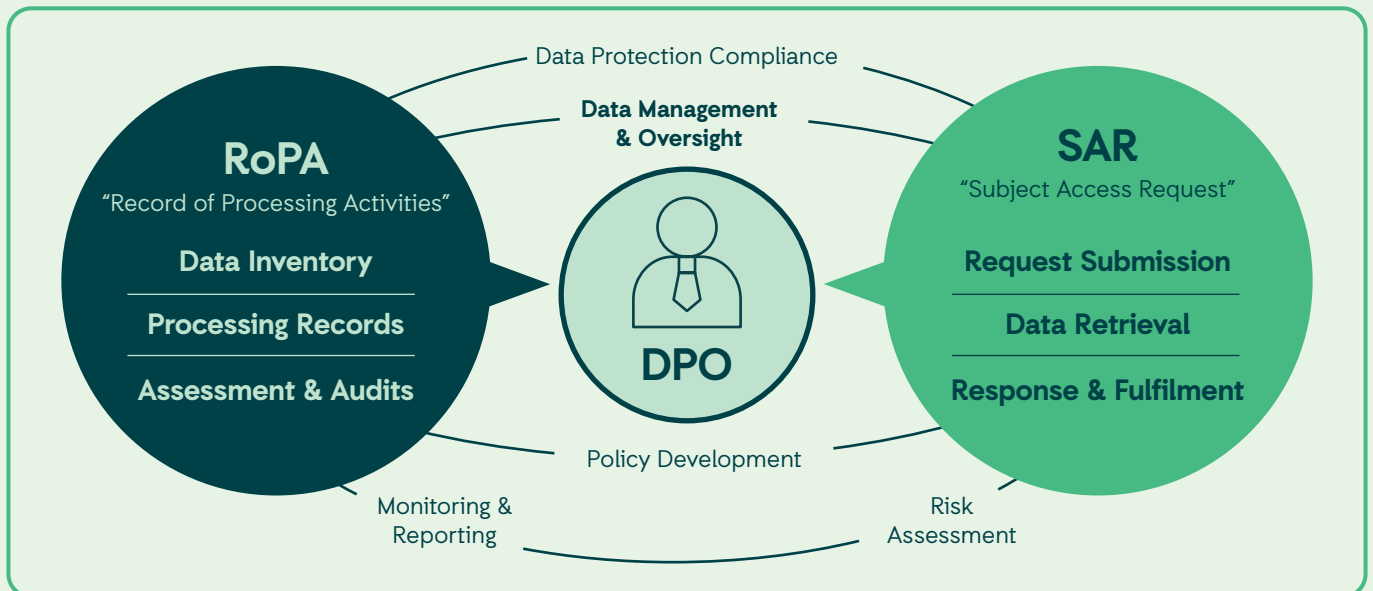 Data Protection Compliance
Data Management
& Oversight
RoPA
“Record of Processing Activities”
Data Inventory
Processing Records
Assessment & Audits
DPO
SAR
“Subject Access Request”
Request Submission
Data Retrieval
Response & Fulfilment
Policy Development
Monitoring &
Reporting
Risk
Assessment